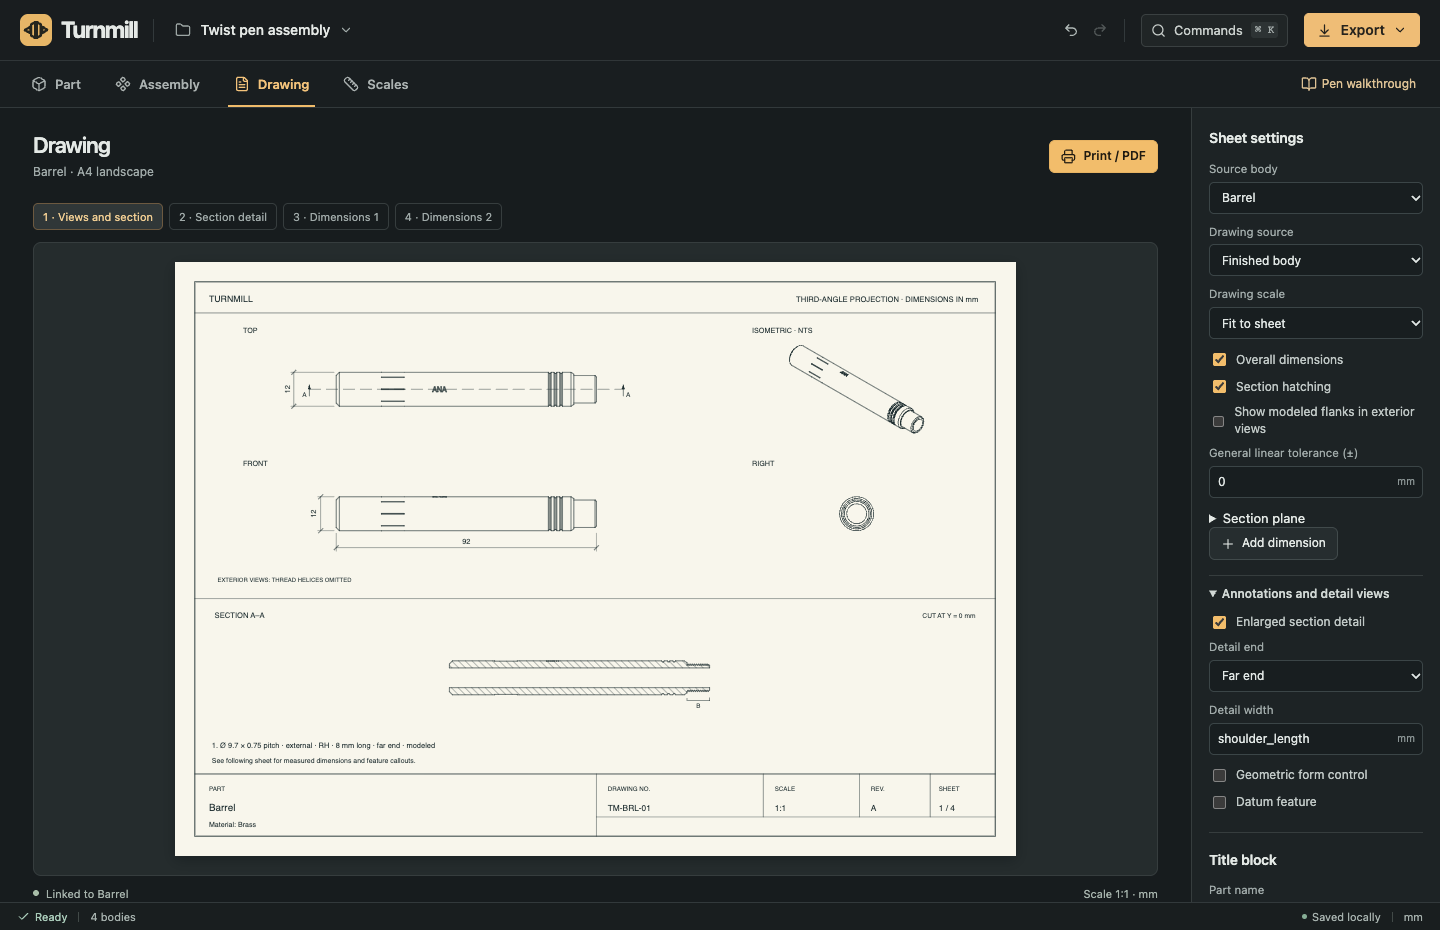 Turnmill
Twist pen assembly
Commands ⌘ K
Export
Part
Assembly
Drawing
Scales
Pen walkthrough
Drawing
Barrel · A4 landscape
Print / PDF
1 · Views and section
2 · Section detail
3 · Dimensions 1
4 · Dimensions 2
TURNMILL
THIRD-ANGLE PROJECTION · DIMENSIONS IN mm
TOP
ISOMETRIC · NTS
12
A
ANA
A
ANA
FRONT
RIGHT
12
92
EXTERIOR VIEWS: THREAD HELICES OMITTED
SECTION A–A
CUT AT Y = 0 mm
B
1. Ø 9.7 × 0.75 pitch · external · RH · 8 mm long · far end · modeled
See following sheet for measured dimensions and feature callouts.
PART
Barrel
Material: Brass
DRAWING NO.
TM-BRL-01
SCALE
1:1
REV.
A
SHEET
1 / 4
Linked to Barrel
Scale 1:1 · mm
Sheet settings
Source body
Barrel
Drawing source
Finished body
Drawing scale
Fit to sheet
Overall dimensions
Section hatching
Show modeled flanks in exterior
views
General linear tolerance (±)
0 mm
Section plane
Add dimension
Annotations and detail views
Enlarged section detail
Detail end
Far end
Detail width
shoulder_length mm
Geometric form control
Datum feature
Title block
Part name
Ready
4 bodies
Saved locally
mm